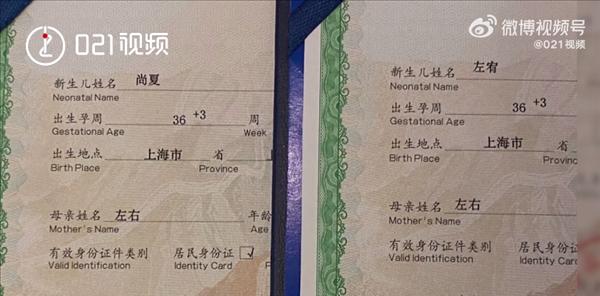 021视频
微博视频号
@021视频
新生儿姓名 尚夏
Neonatal Name
出生孕周 36 +3 周
Gestational Age Week
出生地点 上海市 省
Birth Place Province
母亲姓名 左右 年龄
Mother's Name Age
有效身份证件类别 居民身份证 ☑
Valid Identification Identity Card
新生儿姓名 左宥
Neonatal Name
出生孕周 36 +3
Gestational Age
出生地点 上海市 省
Birth Place Province
母亲姓名 左右
Mother's Name
有效身份证件类别 居民身份证
Valid Identification Identity Card